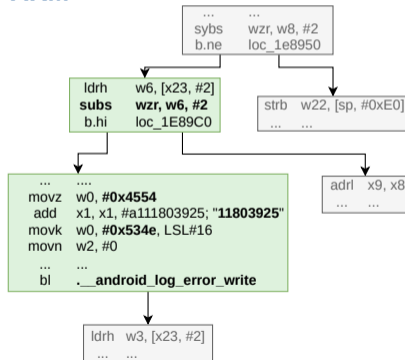 ... ...
sybs wzr, w8, #2
b.ne loc_1e8950
ldrh w6, [x23, #2]
subs wzr, w6, #2
b.hi loc_1E89C0
strb w22, [sp, #0xE0]
... ...
... ....
movz w0, #0x4554
add x1, x1, #a111803925; "11803925"
movk w0, #0x534e, LSL#16
movn w2, #0
... ...
bl .__android_log_error_write
adrl x9, x8
... ...
ldrh w3, [x23, #2]
... ...